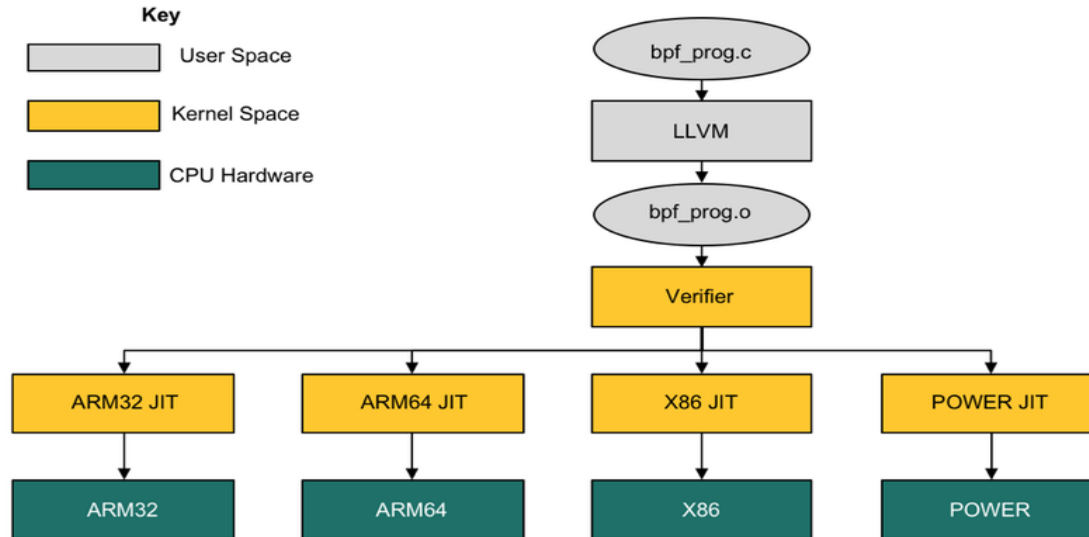 Key
User Space
Kernel Space
CPU Hardware
bpf_prog.c
LLVM
bpf_prog.o
Verifier
ARM32 JIT
ARM64 JIT
X86 JIT
POWER JIT
ARM32
ARM64
X86
POWER